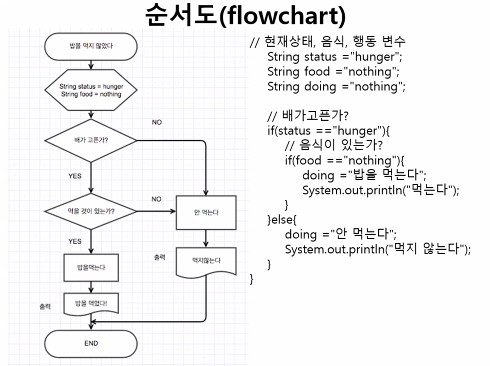 순서도(flowchart)
밥을 먹지 않았다
String status = hunger
String food = nothing
배가 고픈가?
NO
YES
먹을 것이 있는가?
NO
안 먹는다
YES
밥을먹는다
출력
먹지않는다
출력
밥을 먹었다!
END
// 현재상태, 음식, 행동 변수
String status ="hunger";
String food ="nothing";
String doing ="nothing";
// 배가고픈가?
if(status =="hunger"){
// 음식이 있는가?
if(food =="nothing"){
doing ="밥을 먹는다";
System.out.println("먹는다");
}
}else{
doing ="안 먹는다";
System.out.println("먹지 않는다");
}
}